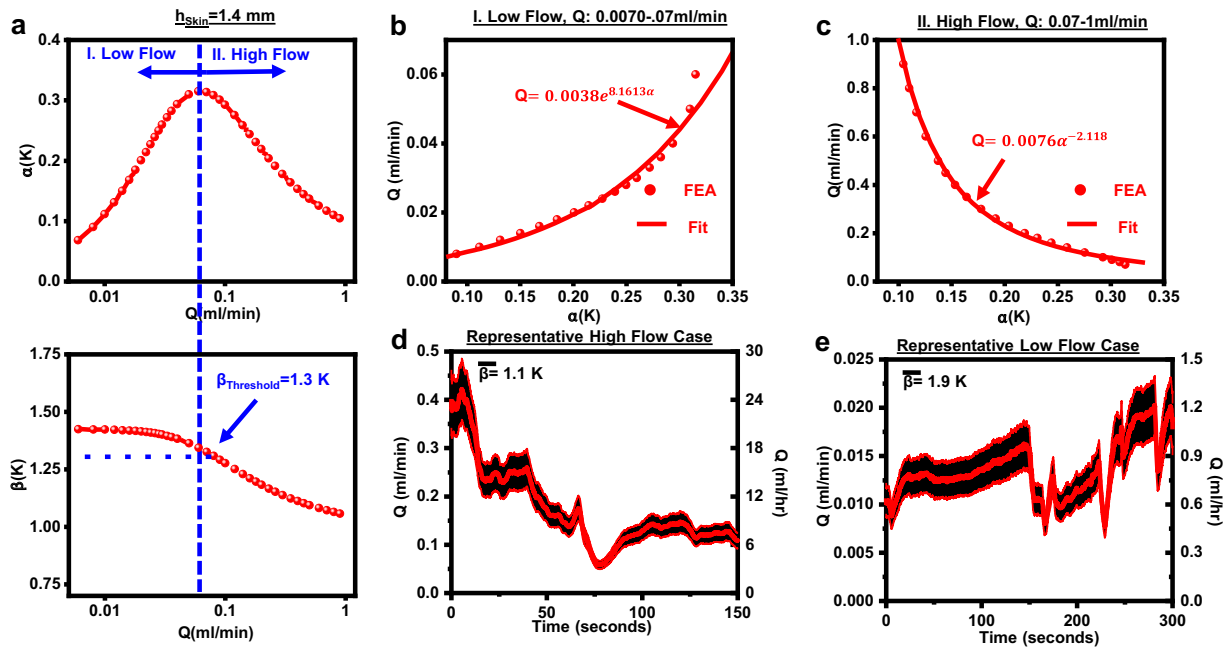 a
h_Skin=1.4 mm
I. Low Flow
II. High Flow
α(K)
0.4
0.3
0.2
0.1
0.0
0.01
0.1
1
Q(ml/min)
β(K)
1.75
1.50
1.25
1.00
0.75
β_Threshold=1.3 K
0.01
0.1
1
Q(ml/min)
b
I. Low Flow, Q: 0.0070-.07ml/min
Q (ml/min)
0.06
0.04
0.02
0.00
Q= 0.0038e^8.1613α
FEA
Fit
0.10
0.15
0.20
0.25
0.30
0.35
α(K)
c
II. High Flow, Q: 0.07-1ml/min
Q(ml/min)
1.0
0.8
0.6
0.4
0.2
0.0
Q= 0.0076α^−2.118
FEA
Fit
0.10
0.15
0.20
0.25
0.30
0.35
α(K)
d
Representative High Flow Case
β̅= 1.1 K
Q (ml/min)
0.5
0.4
0.3
0.2
0.1
0.0
30
24
18
12
6
0
Q (ml/hr)
0
50
100
150
Time (seconds)
e
Representative Low Flow Case
β̅= 1.9 K
Q (ml/min)
0.025
0.020
0.015
0.010
0.005
0.000
1.5
1.2
0.9
0.6
0.3
0.0
Q (ml/hr)
0
100
200
300
Time (seconds)